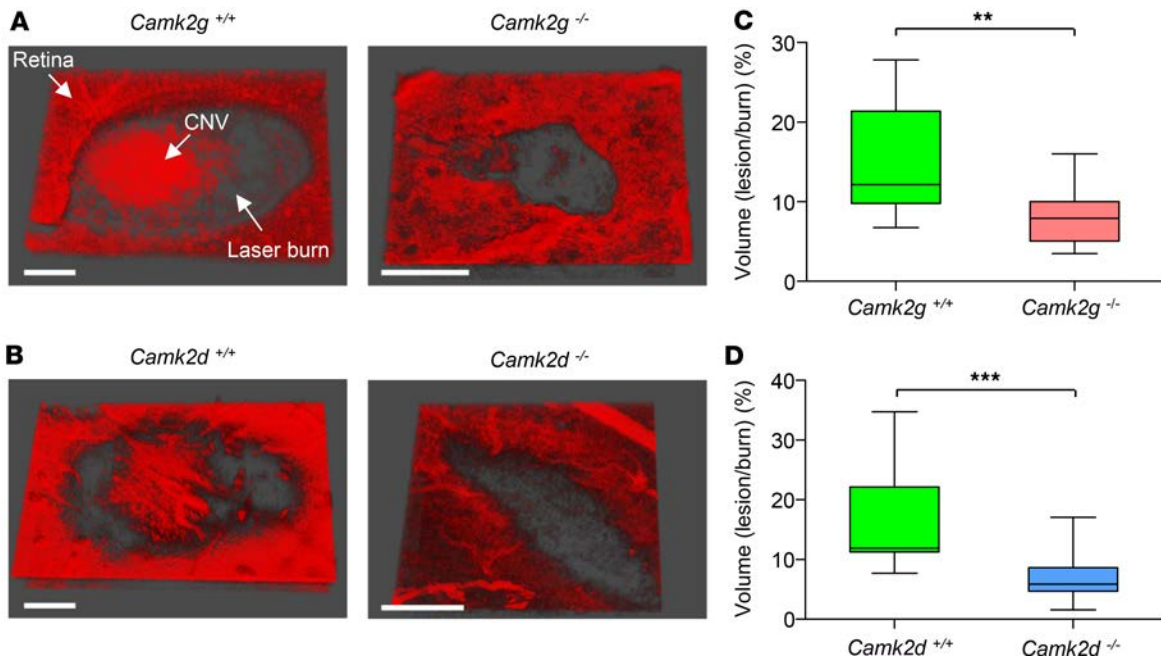 A
Camk2g +/+
Camk2g -/-
Retina
CNV
Laser burn
B
Camk2d +/+
Camk2d -/-
C
**
Volume (lesion/burn) (%)
30
20
10
0
Camk2g +/+
Camk2g -/-
D
***
Volume (lesion/burn) (%)
40
30
20
10
0
Camk2d +/+
Camk2d -/-